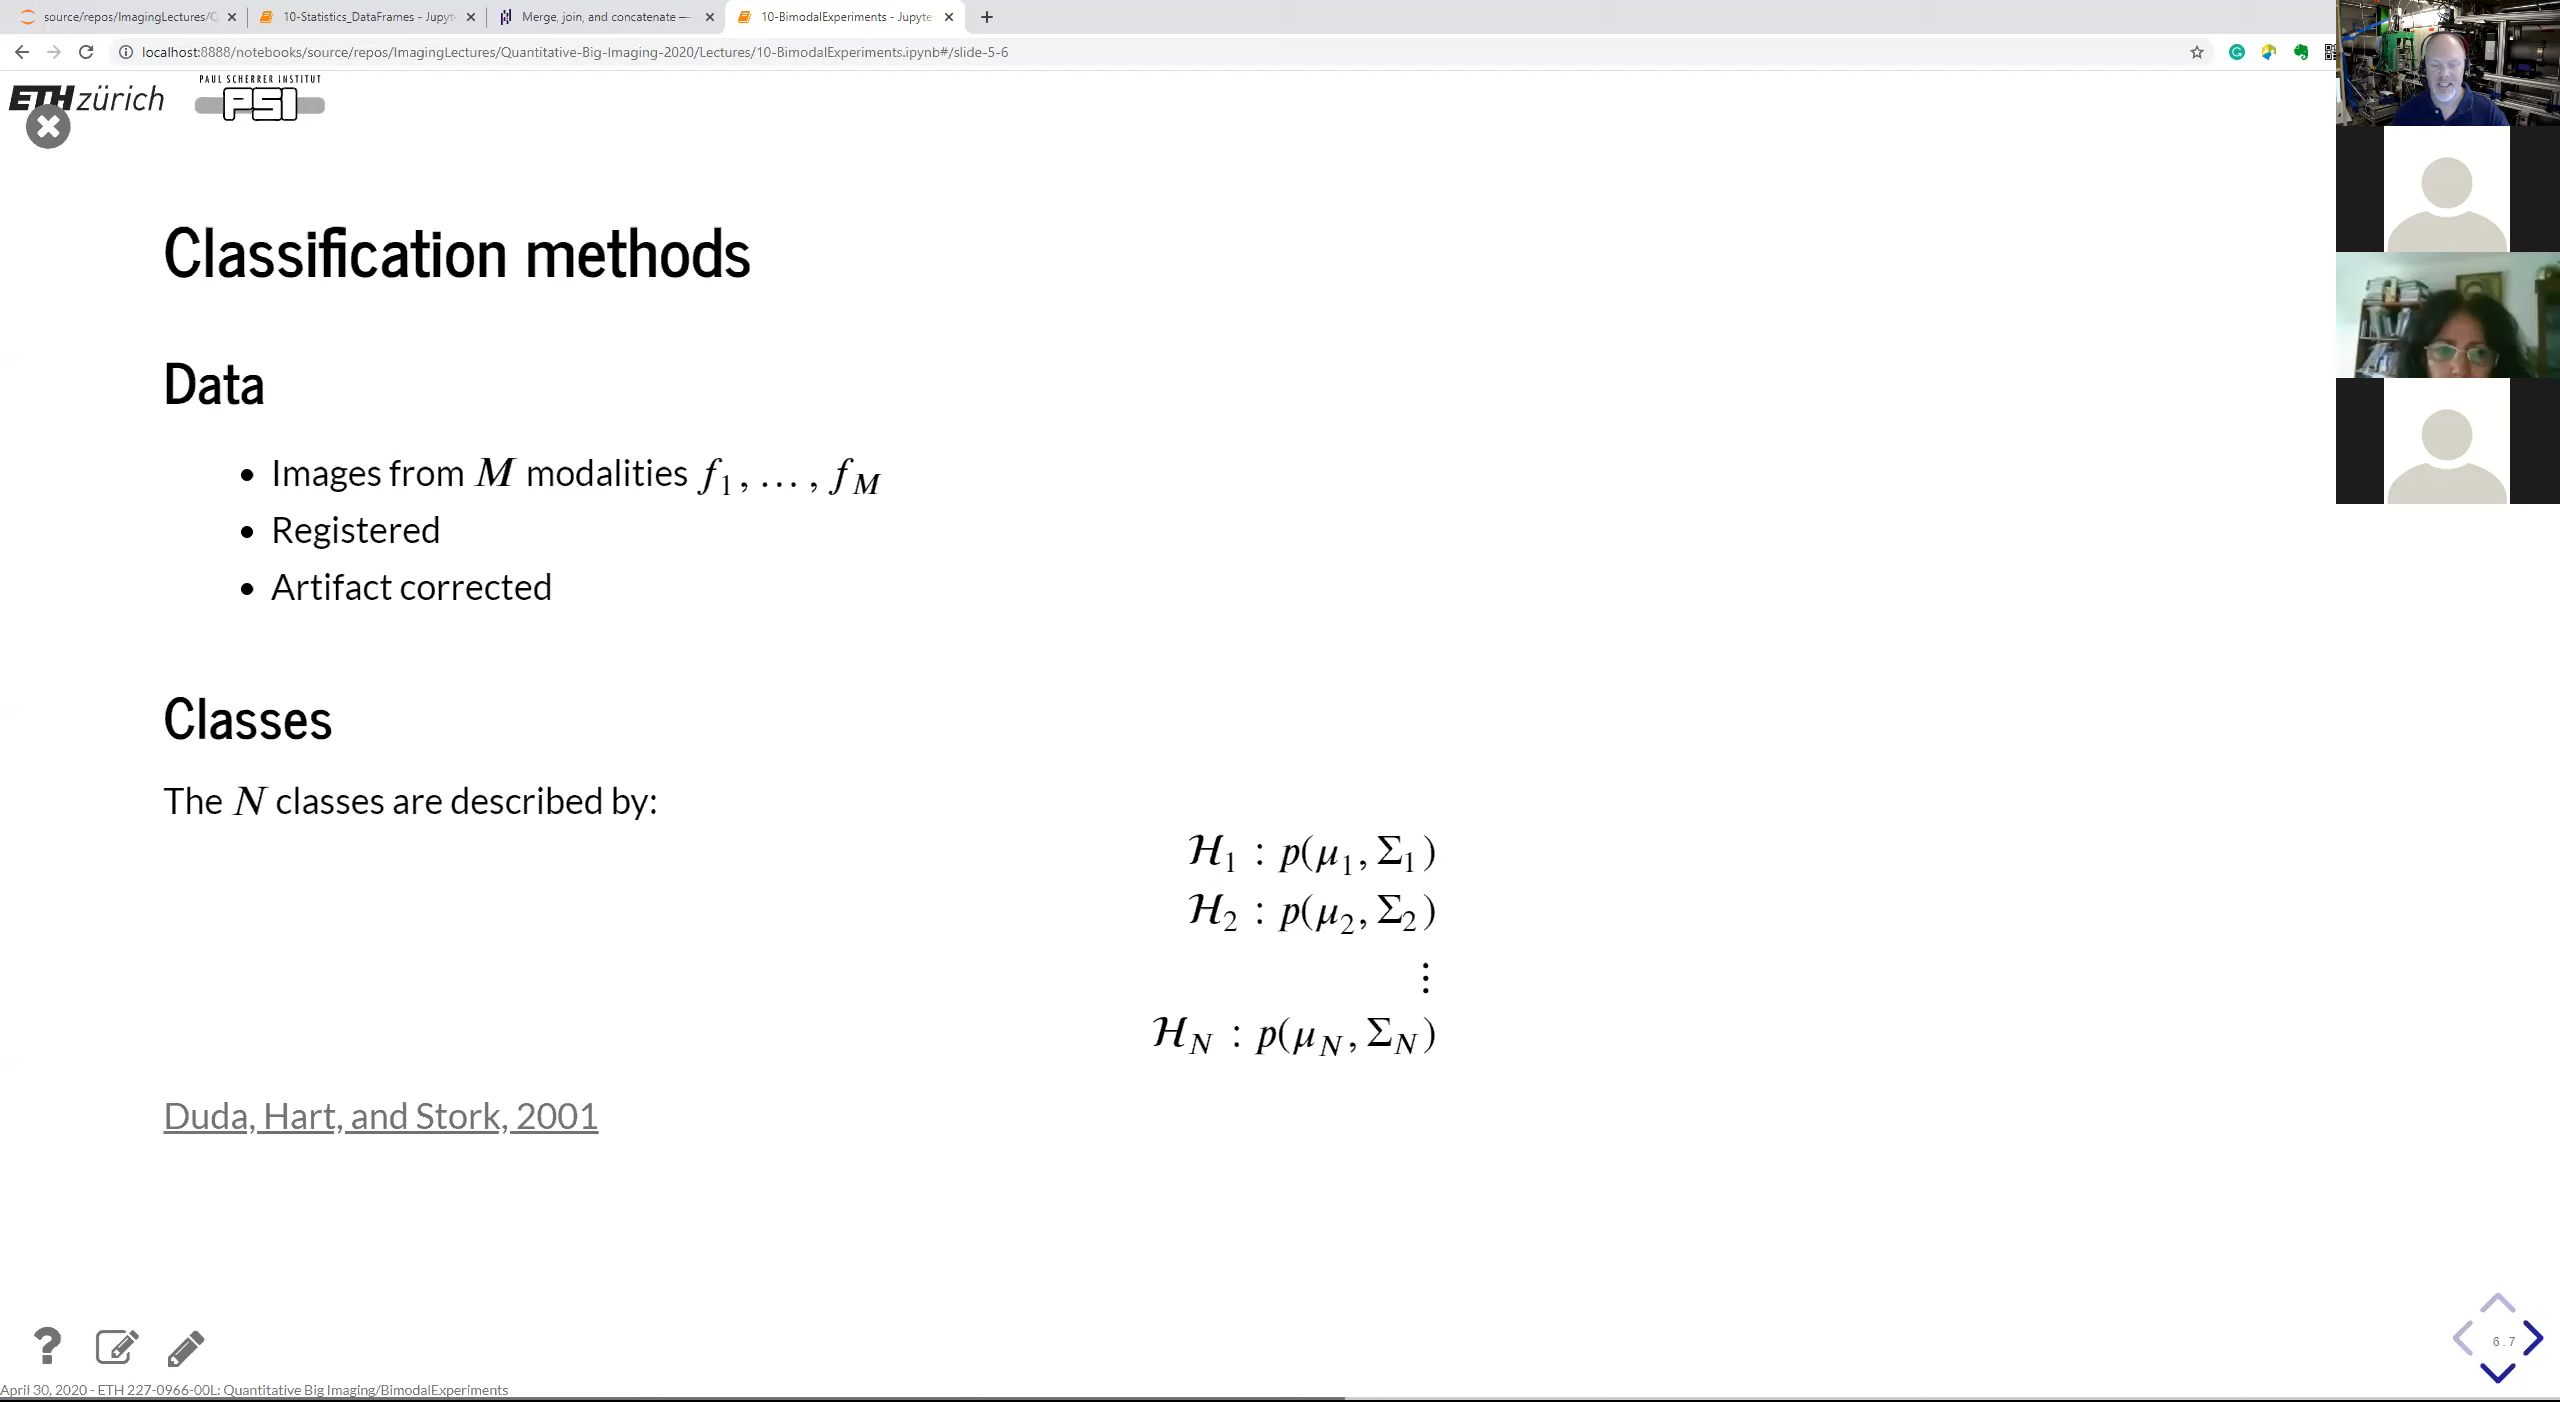 source/repos/ImagingLectures/Q
10-Statistics_DataFrames - Jupyt
Merge, join, and concatenate —
10-BimodalExperiments - Jupyte
localhost:8888/notebooks/source/repos/ImagingLectures/Quantitative-Big-Imaging-2020/Lectures/10-BimodalExperiments.ipynb#/slide-5-6
ETH zürich
PAUL SCHERRER INSTITUT
PSI
Classification methods
Data
• Images from M modalities f₁, … , f_M
• Registered
• Artifact corrected
Classes
The N classes are described by:
ℋ₁ : p(μ₁, Σ₁)
ℋ₂ : p(μ₂, Σ₂)
⋮
ℋ_N : p(μ_N, Σ_N)
Duda, Hart, and Stork, 2001
6.7
April 30, 2020 - ETH 227-0966-00L: Quantitative Big Imaging/BimodalExperiments